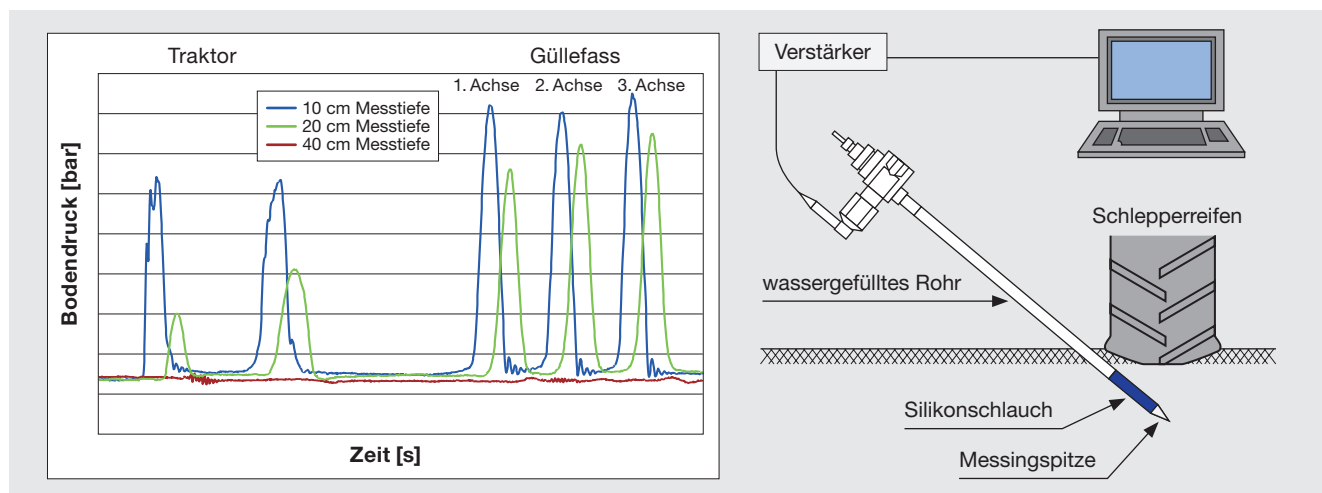 Traktor
Güllefass
1. Achse 2. Achse 3. Achse
10 cm Messtiefe
20 cm Messtiefe
40 cm Messtiefe
Bodendruck [bar]
Zeit [s]
Verstärker
Schlepperreifen
wassergefülltes Rohr
Silikonschlauch
Messingspitze